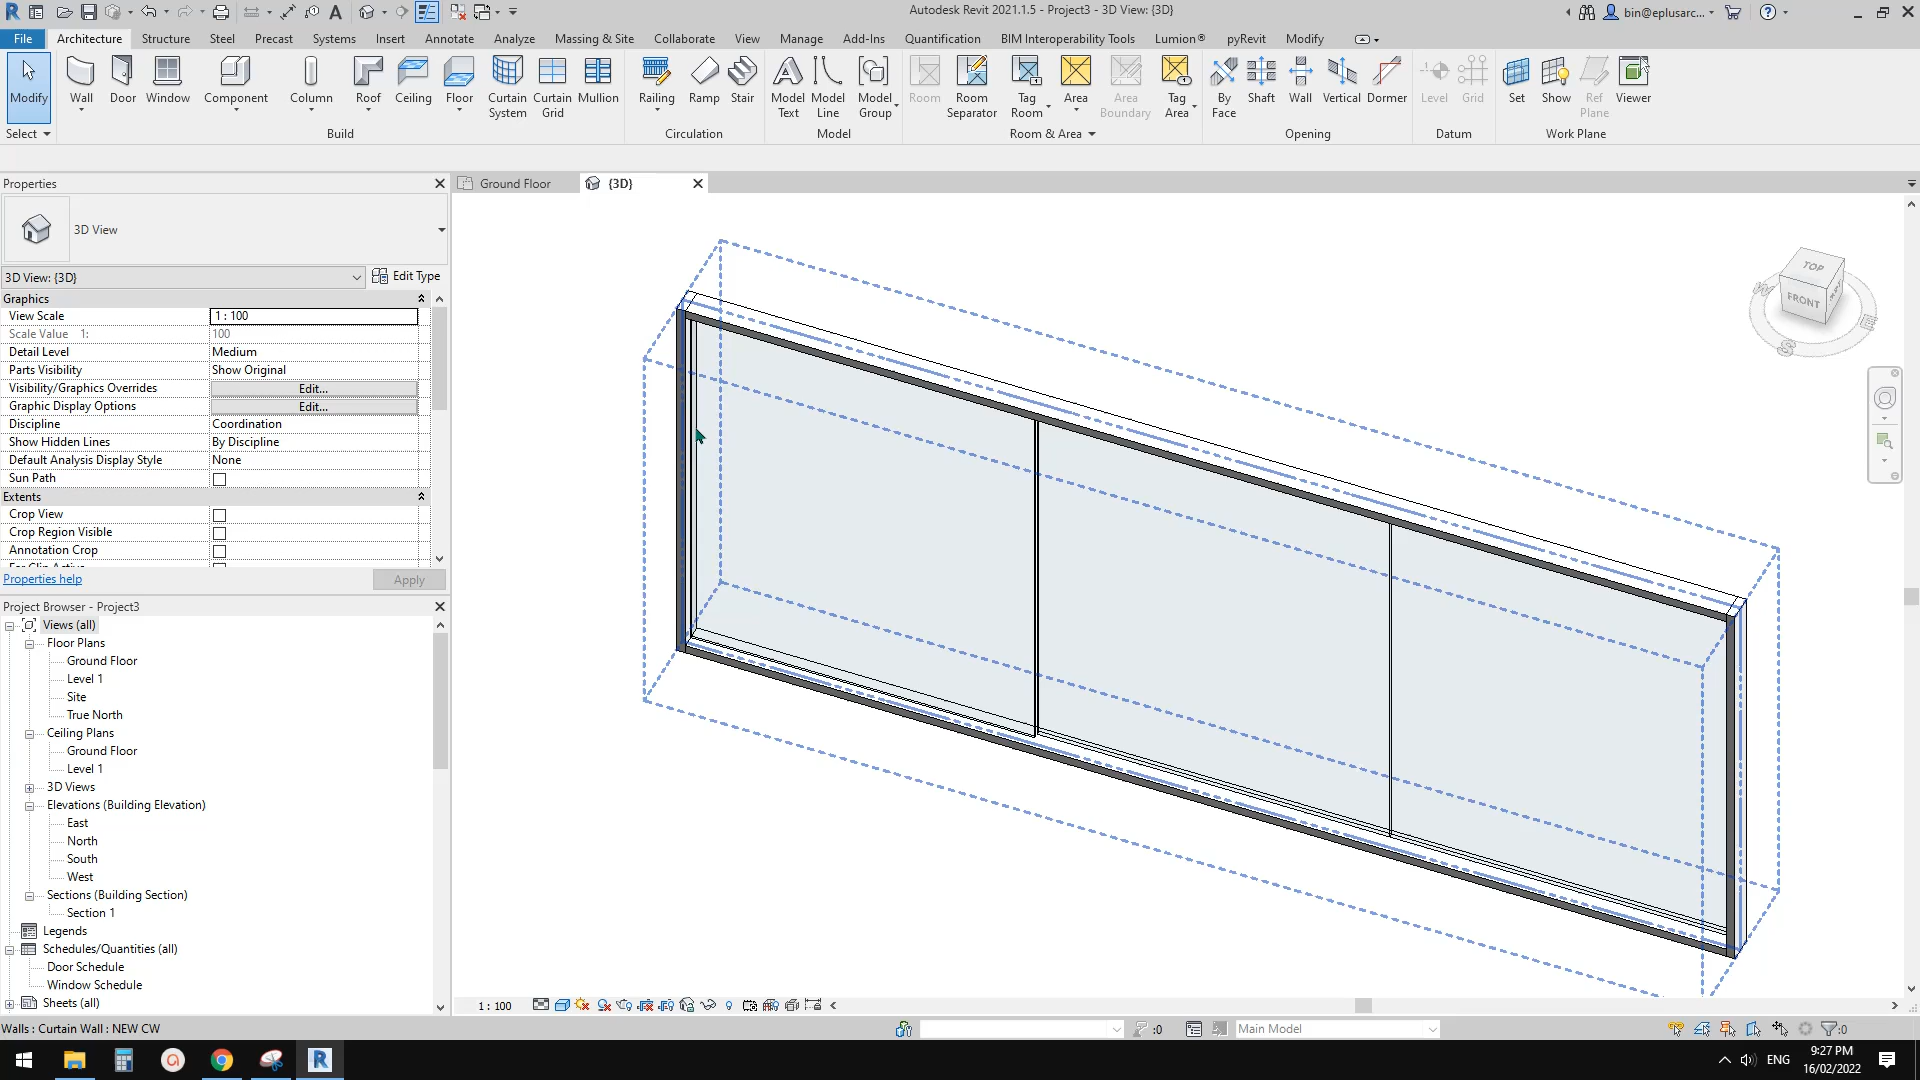 Autodesk Revit 2021.1.5 - Project3 - 3D View: {3D}
bin@eplusarc...
File Architecture Structure Steel Precast Systems Insert Annotate Analyze Massing & Site Collaborate View Manage Add-Ins Quantification BIM Interoperability Tools Lumion® pyRevit Modify
Modify Wall Door Window Component Column Roof Ceiling Floor Curtain System Curtain Grid Mullion Railing Ramp Stair Model Text Model Line Model Group Room Room Separator Tag Room Area Area Boundary Tag Area By Face Shaft Wall Vertical Dormer Level Grid Set Show Ref Plane Viewer
Select Build Circulation Model Room & Area Opening Datum Work Plane
Properties
Ground Floor
{3D}
3D View
3D View: {3D}
Edit Type
Graphics
View Scale 1 : 100
Scale Value 1: 100
Detail Level Medium
Parts Visibility Show Original
Visibility/Graphics Overrides Edit...
Graphic Display Options Edit...
Discipline Coordination
Show Hidden Lines By Discipline
Default Analysis Display Style None
Sun Path
Extents
Crop View
Crop Region Visible
Annotation Crop
Properties help
Apply
TOP
FRONT
W
S
Project Browser - Project3
Views (all)
Floor Plans
Ground Floor
Level 1
Site
True North
Ceiling Plans
Ground Floor
Level 1
3D Views
Elevations (Building Elevation)
East
North
South
West
Sections (Building Section)
Section 1
Legends
Schedules/Quantities (all)
Door Schedule
Window Schedule
Sheets (all)
1 : 100
Walls : Curtain Wall : NEW CW
:0
Main Model
:0
ENG
9:27 PM
16/02/2022